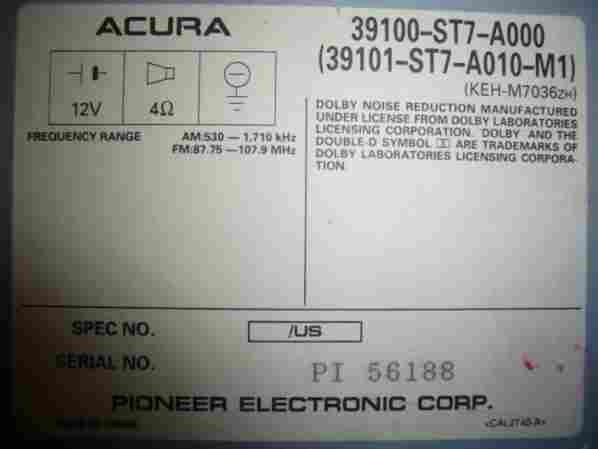 ACURA
12V 4Ω
FREQUENCY RANGE AM:530 — 1,710 kHz
FM:87.75 — 107.9 MHz
39100-ST7-A000
(39101-ST7-A010-M1)
(KEH-M7036ZH)
DOLBY NOISE REDUCTION MANUFACTURED
UNDER LICENSE FROM DOLBY LABORATORIES
LICENSING CORPORATION. DOLBY AND THE
DOUBLE-D SYMBOL ARE TRADEMARKS OF
DOLBY LABORATORIES LICENSING CORPORA-
TION.
SPEC NO. /US
SERIAL NO. PI 56188
PIONEER ELECTRONIC CORP.